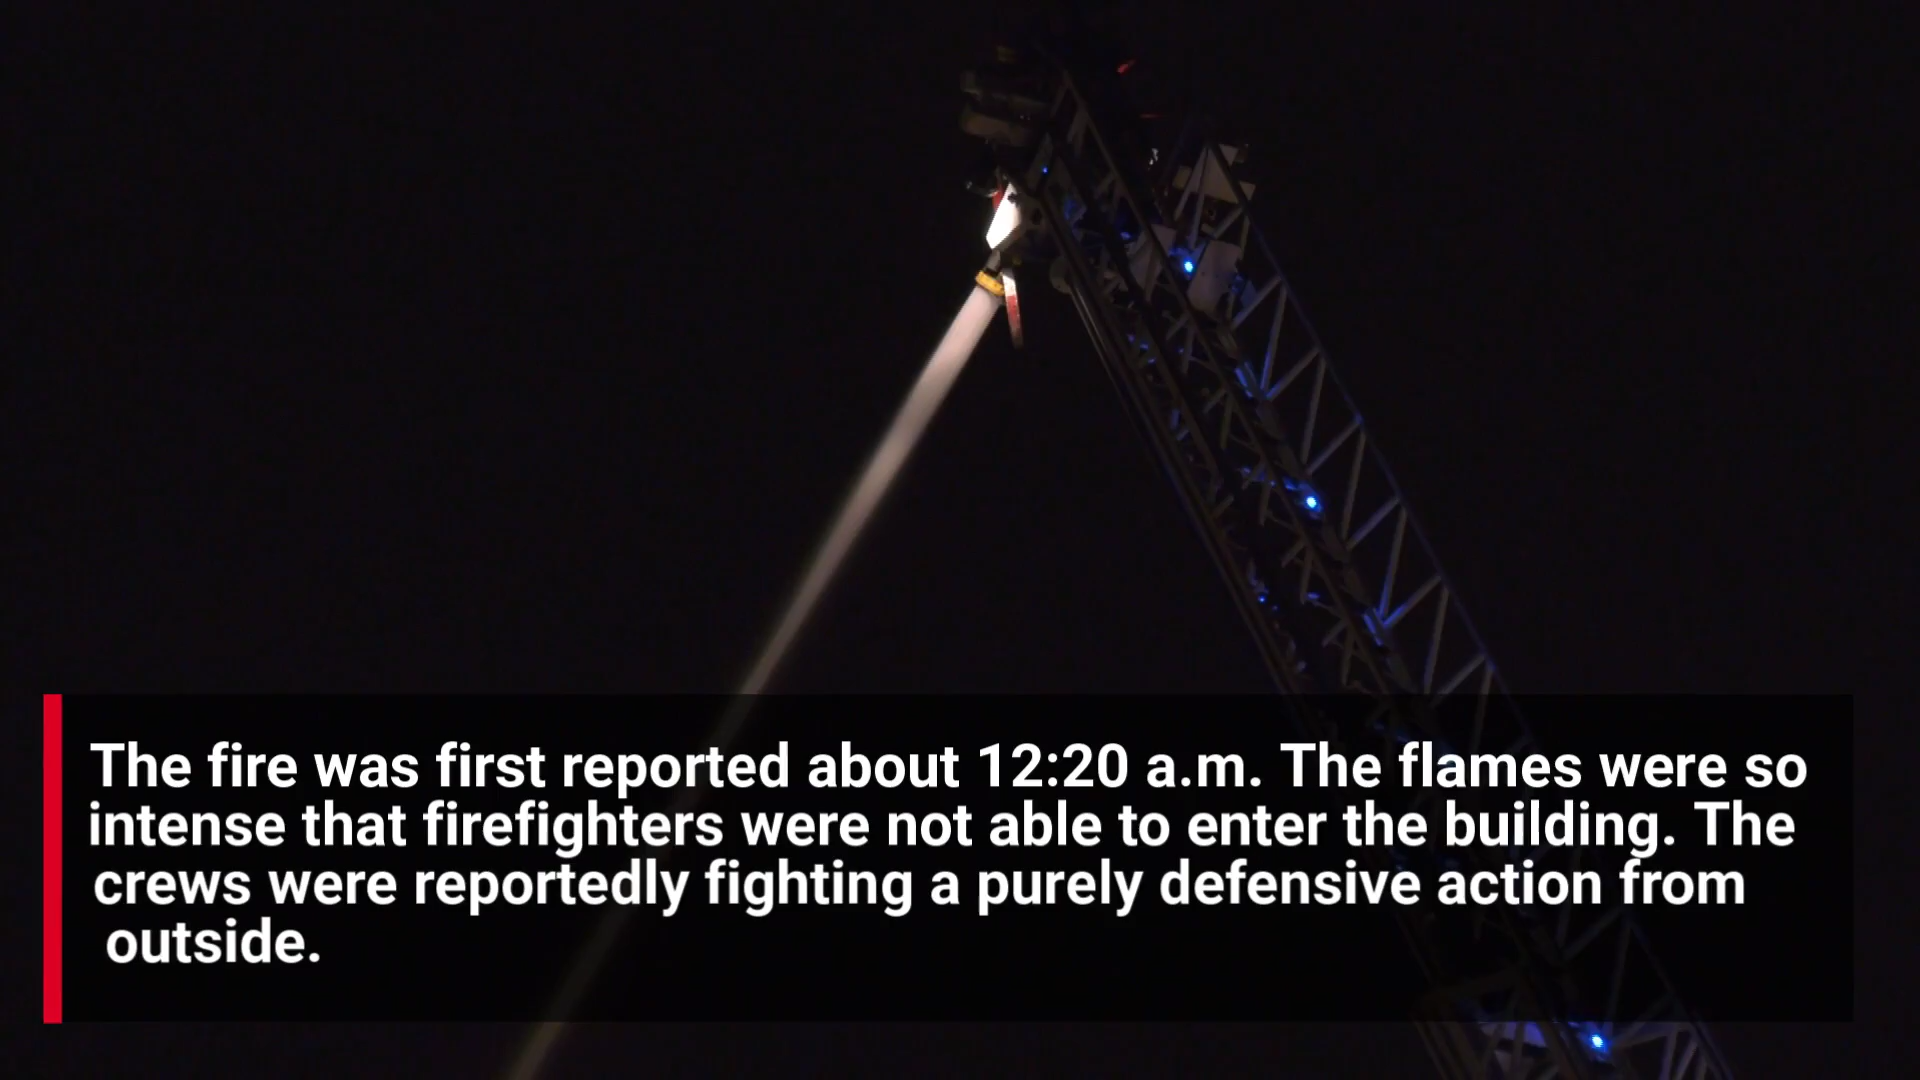 The fire was first reported about 12:20 a.m. The flames were so
intense that firefighters were not able to enter the building. The
crews were reportedly fighting a purely defensive action from
outside.